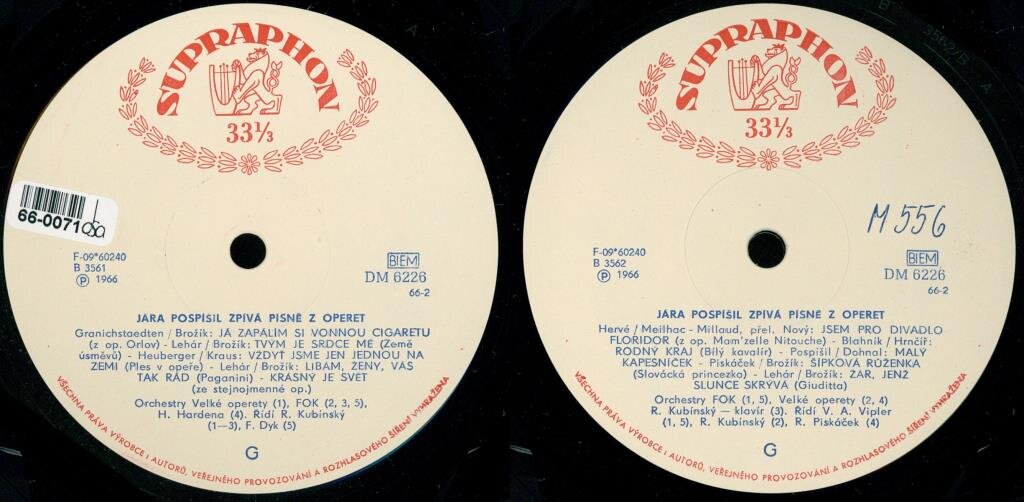 SUPRAPHON
33⅓
66-0071
F-09*60240
B 3561
Ⓟ 1966
BIEM
DM 6226
66-2
JÁRA POSPÍŠIL ZPÍVÁ PÍSNĚ Z OPERET
Granichstaedten / Brožík: JÁ ZAPÁLÍM SI VONNOU CIGARETU
(z op. Orlov) - Lehár / Brožík: TVÝM JE SRDCE MÉ (Země
úsměvů) - Heuberger / Kraus: VŽDYŤ JSME JEN JEDNOU NA
ZEMI (Ples v opeře) - Lehár / Brožík: LÍBÁM, ŽENY, VÁS
TAK RÁD (Paganini) - KRÁSNÝ JE SVĚT
(ze stejnojmenné op.)
Orchestry Velké operety (1), FOK (2, 3, 5),
H. Hardena (4). Řídí R. Kubínský
(1—3), F. Dyk (5)
G
VŠECHNA PRÁVA VÝROBCE I AUTORŮ, VEŘEJNÉHO PROVOZOVÁNÍ A ROZHLASOVÉHO ŠÍŘENÍ VYHRAŽENA
SUPRAPHON
33⅓
M 556
F-09*60240
B 3562
Ⓟ 1966
BIEM
DM 6226
66-2
JÁRA POSPÍŠIL ZPÍVÁ PÍSNĚ Z OPERET
Hervé / Meilhac - Millaud, přel. Nový: JSEM PRO DIVADLO
FLORIDOR (z op. Mam'zelle Nitouche) - Blahník / Hrnčíř:
RODNÝ KRAJ (Bílý kavalír) - Pospíšil / Dohnal: MALÝ
KAPESNÍČEK - Piskáček / Brožík: ŠÍPKOVÁ RŮŽENKA
(Slovácká princezka) - Lehár / Brožík: ŽÁR, JENŽ
SLUNCE SKRÝVÁ (Giuditta)
Orchestry FOK (1, 5), Velké operety (2, 4)
R. Kubínský — klavír (3). Řídí V. A. Vipler
(1, 5), R. Kubínský (2), R. Piskáček (4)
G
VŠECHNA PRÁVA VÝROBCE I AUTORŮ, VEŘEJNÉHO PROVOZOVÁNÍ A ROZHLASOVÉHO ŠÍŘENÍ VYHRAŽENA